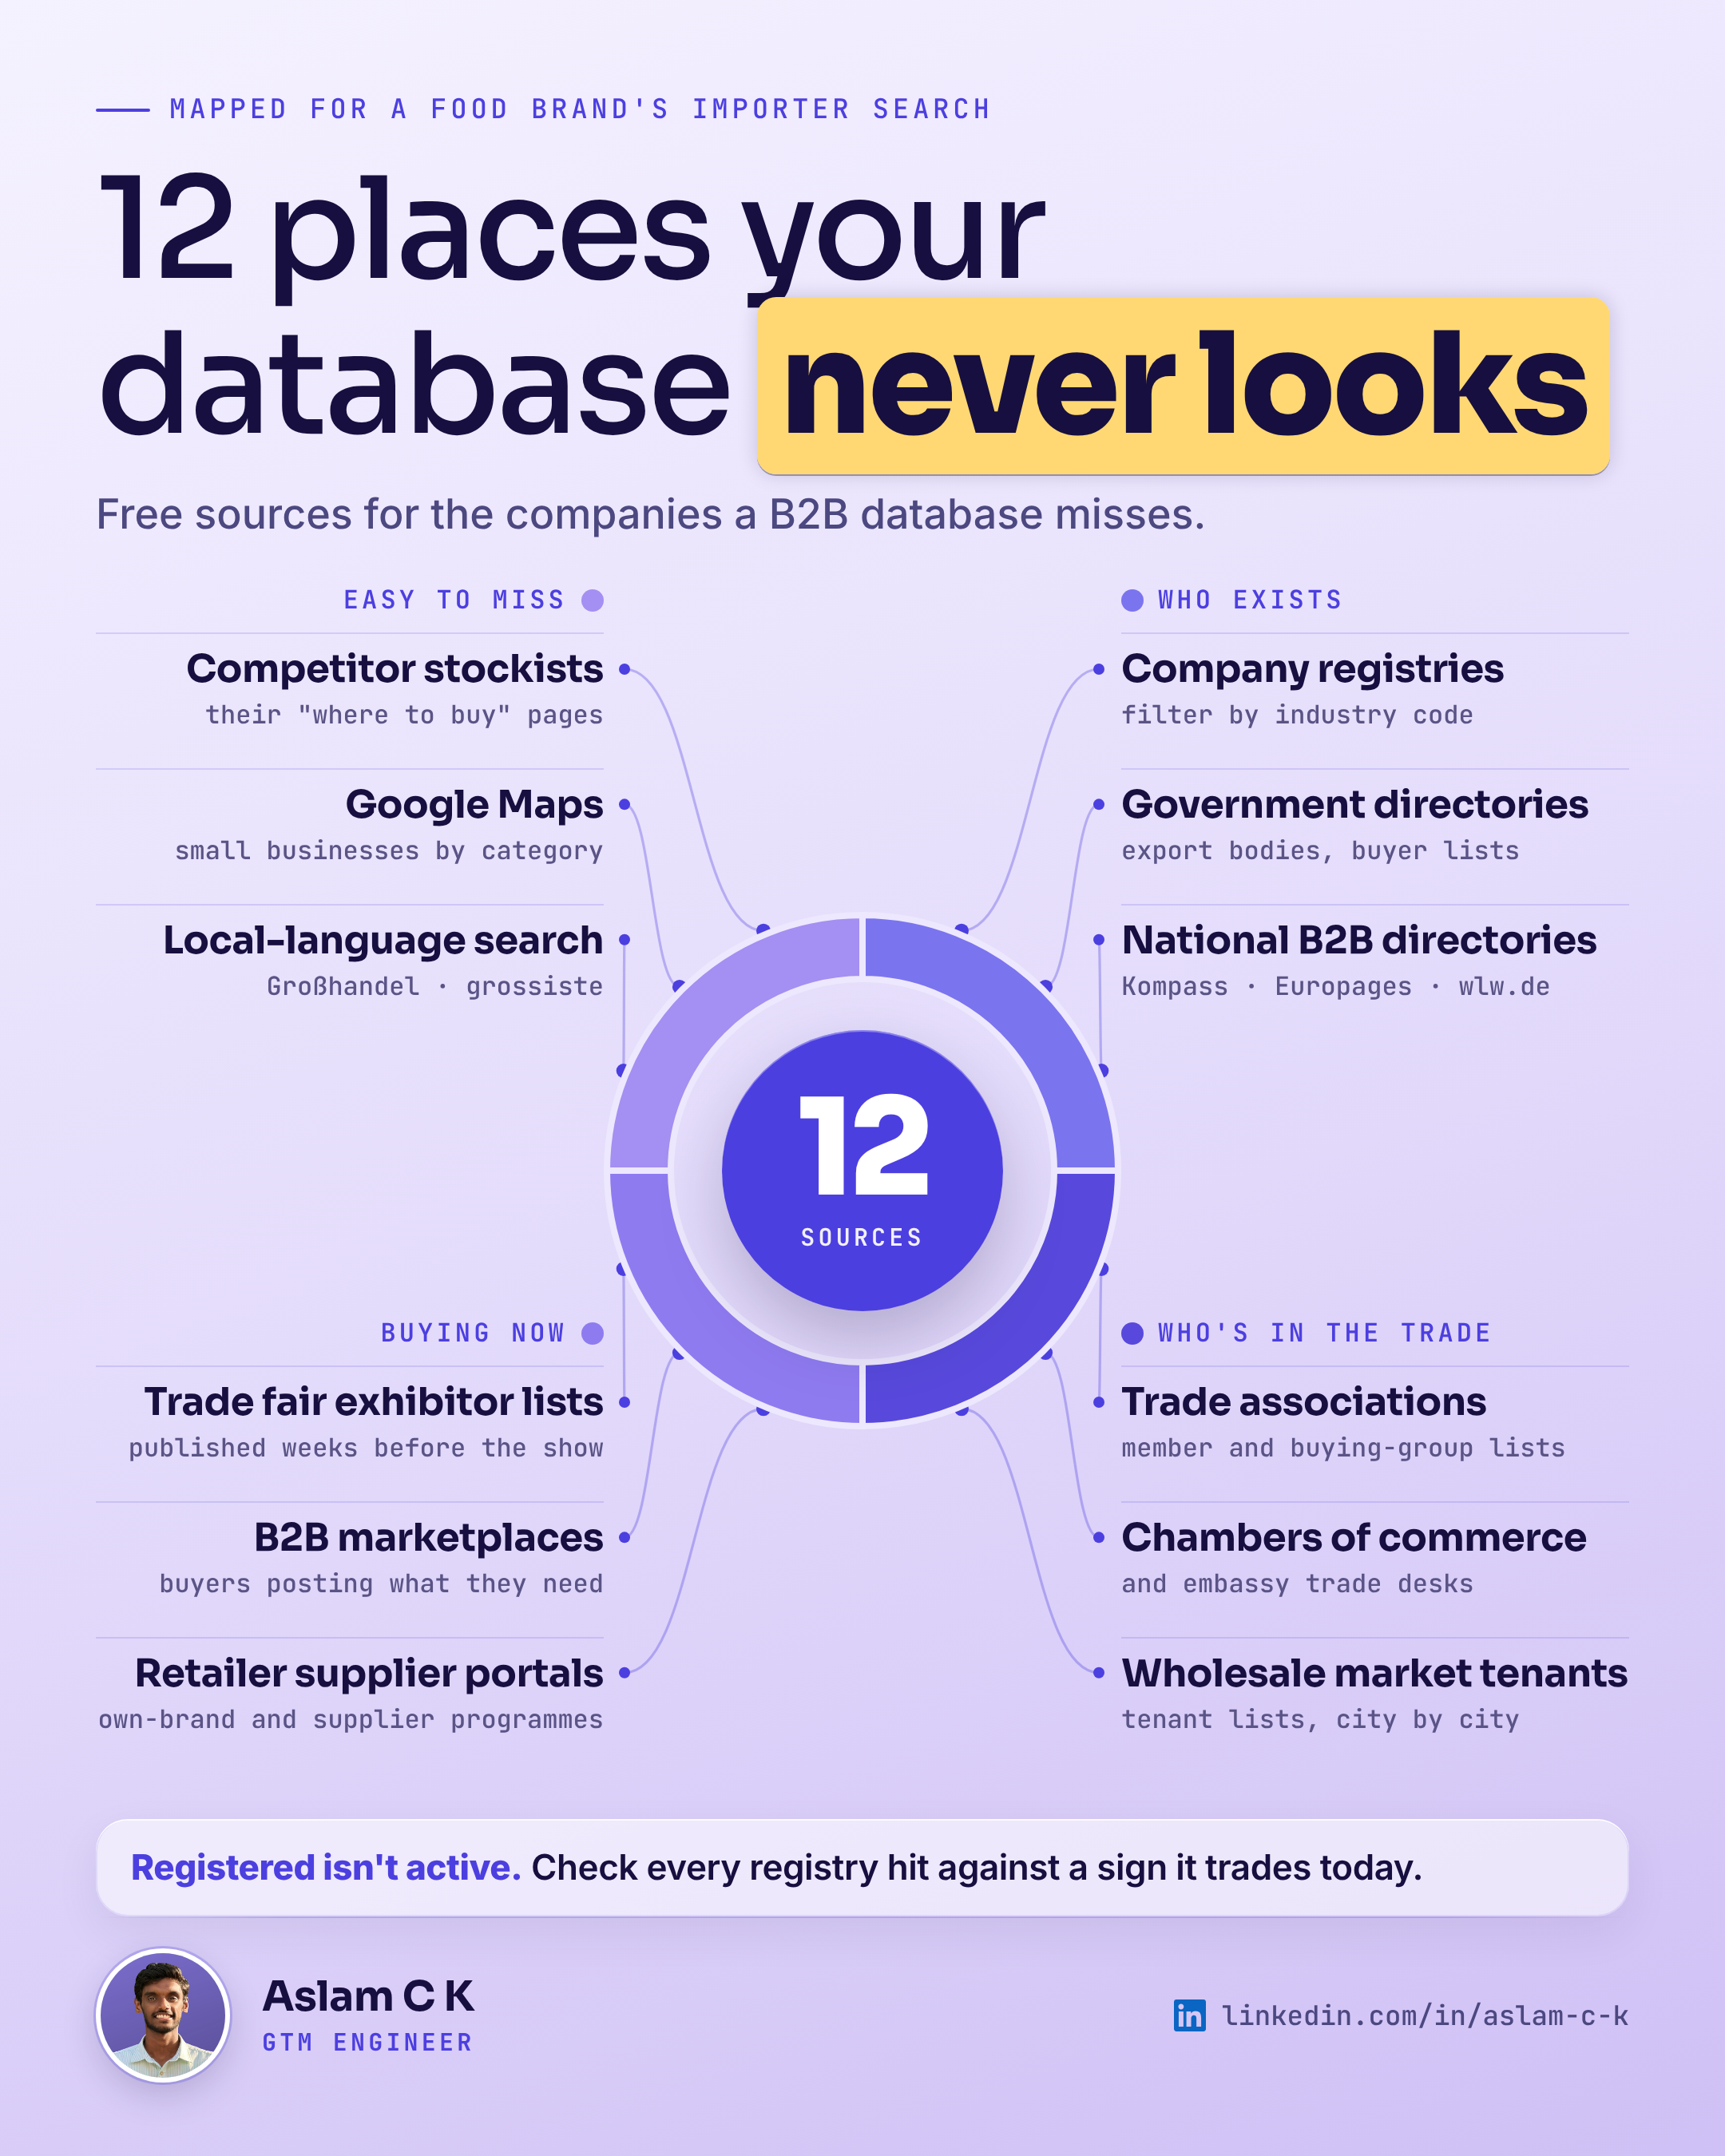 MAPPED FOR A FOOD BRAND'S IMPORTER SEARCH
12 places your
database never looks
Free sources for the companies a B2B database misses.
EASY TO MISS
Competitor stockists
their "where to buy" pages
Google Maps
small businesses by category
Local-language search
Großhandel · grossiste
WHO EXISTS
Company registries
filter by industry code
Government directories
export bodies, buyer lists
National B2B directories
Kompass · Europages · wlw.de
12
SOURCES
BUYING NOW
Trade fair exhibitor lists
published weeks before the show
B2B marketplaces
buyers posting what they need
Retailer supplier portals
own-brand and supplier programmes
WHO'S IN THE TRADE
Trade associations
member and buying-group lists
Chambers of commerce
and embassy trade desks
Wholesale market tenants
tenant lists, city by city
Registered isn't active. Check every registry hit against a sign it trades today.
Aslam C K
GTM ENGINEER
in linkedin.com/in/aslam-c-k